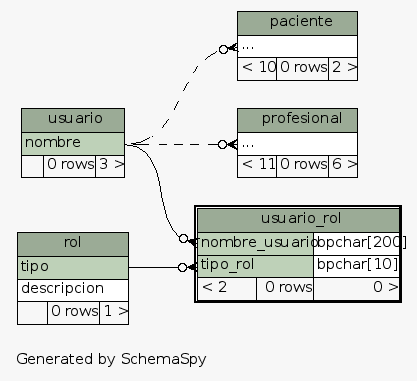 paciente
...
< 10 0 rows 2 >
usuario
nombre
0 rows 3 >
profesional
...
< 11 0 rows 6 >
usuario_rol
nombre_usuario bpchar[200]
tipo_rol bpchar[10]
< 2 0 rows 0 >
rol
tipo
descripcion
0 rows 1 >
Generated by SchemaSpy